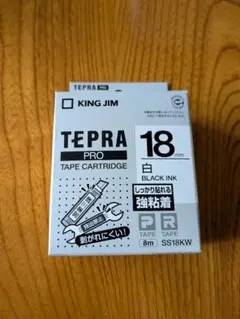 TEPRA PRO
KING JIM
TEPRA
PRO
TAPE CARTRIDGE
18mm
白
BLACK INK
しっかり貼れる
強粘着
剥がれにくい!
P R
TAPE TAPE
8m SS18KW